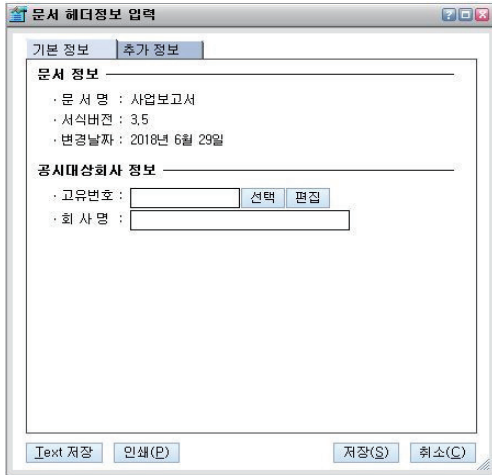 문서 헤더정보 입력
기본 정보 추가 정보
문서 정보
· 문 서 명 : 사업보고서
· 서식버전 : 3.5
· 변경날짜 : 2018년 6월 29일
공시대상회사 정보
· 고유번호 : 선택 편집
· 회 사 명 :
Text 저장 인쇄(P) 저장(S) 취소(C)